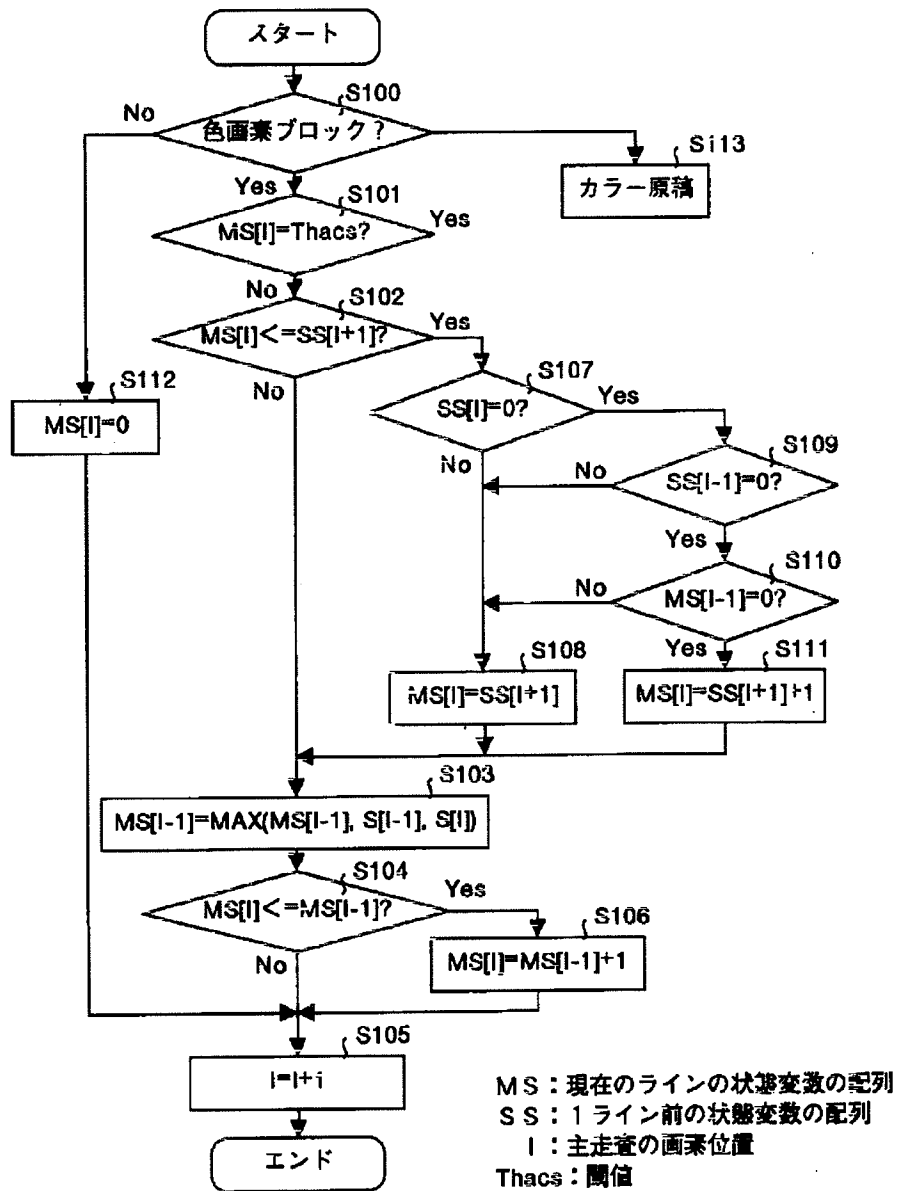 スタート
S100
No
色画素ブロック?
Si13
カラー原稿
Yes
S101
MS[I]=Thacs?
Yes
No
S102
MS[I]<=SS[I+1]?
Yes
No
S107
SS[I]=0?
Yes
No
S112
MS[I]=0
S109
SS[I-1]=0?
No
Yes
S110
MS[I-1]=0?
No
Yes
S108
MS[I]=SS[I+1]
S111
MS[I]=SS[I+1]+1
S103
MS[I-1]=MAX(MS[I-1], S[I-1], S[I])
S104
MS[I]<=MS[I-1]?
Yes
No
S106
MS[I]=MS[I-1]+1
S105
I=I+i
エンド
MS:現在のラインの状態変数の配列
SS:1ライン前の状態変数の配列
I:主走査の画素位置
Thacs:閾値